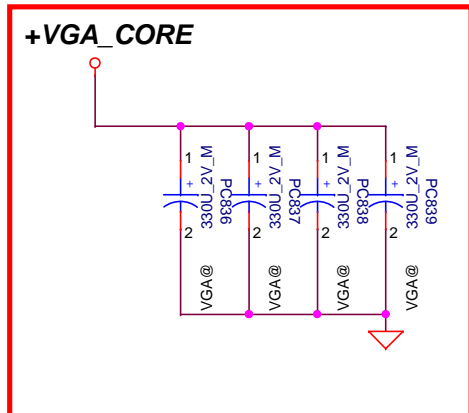 +VGA_CORE
1
+
2
330U_2V_M
PC836
VGA@
1
+
2
330U_2V_M
PC837
VGA@
1
+
2
330U_2V_M
PC838
VGA@
1
+
2
330U_2V_M
PC839
VGA@